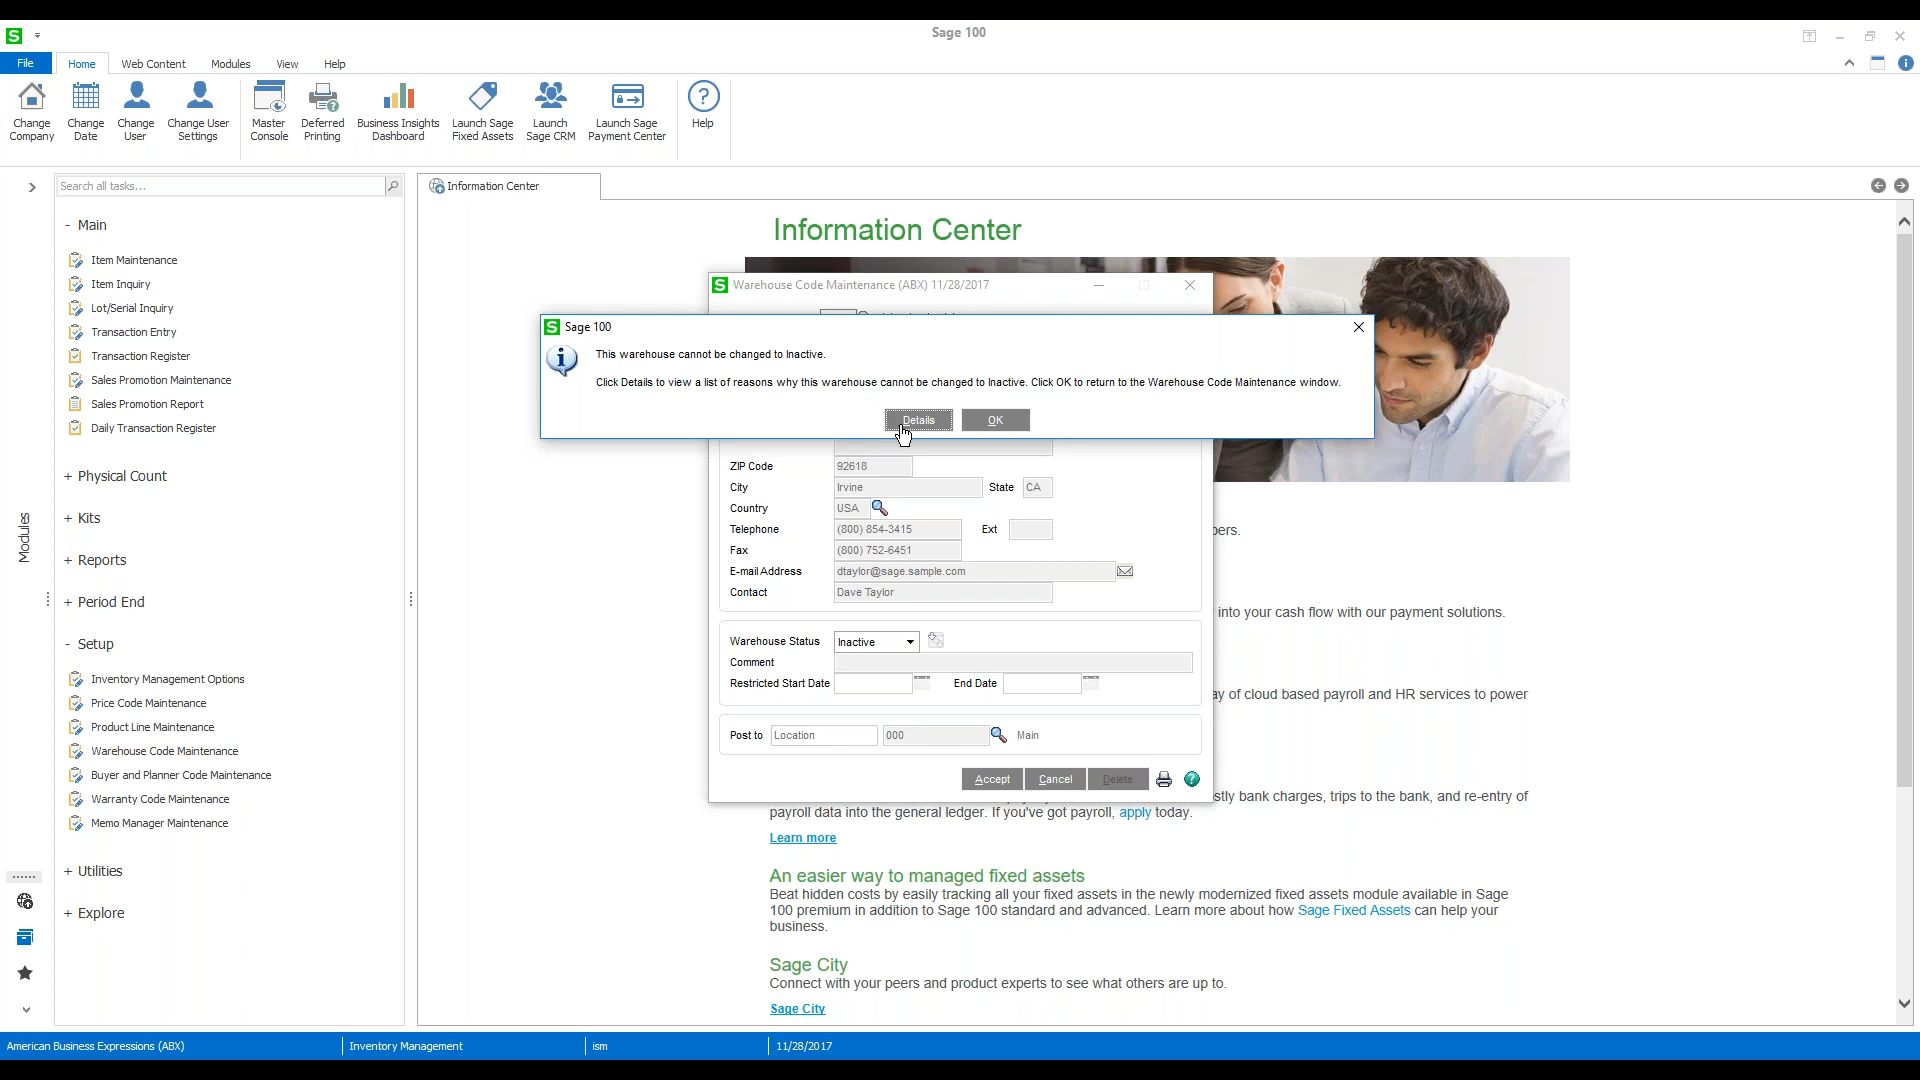 Sage 100
File Home Web Content Modules View Help
Change Company
Change Date
Change User
Change User Settings
Master Console
Deferred Printing
Business Insights Dashboard
Launch Sage Fixed Assets
Launch Sage CRM
Launch Sage Payment Center
Help
Modules
Search all tasks...
- Main
Item Maintenance
Item Inquiry
Lot/Serial Inquiry
Transaction Entry
Transaction Register
Sales Promotion Maintenance
Sales Promotion Report
Daily Transaction Register
+ Physical Count
+ Kits
+ Reports
+ Period End
- Setup
Inventory Management Options
Price Code Maintenance
Product Line Maintenance
Warehouse Code Maintenance
Buyer and Planner Code Maintenance
Warranty Code Maintenance
Memo Manager Maintenance
+ Utilities
+ Explore
Information Center
Information Center
Warehouse Code Maintenance (ABX) 11/28/2017
Sage 100
This warehouse cannot be changed to Inactive.
Click Details to view a list of reasons why this warehouse cannot be changed to Inactive. Click OK to return to the Warehouse Code Maintenance window.
Details OK
ZIP Code 92618
City Irvine State CA
Country USA
Telephone (800) 854-3415 Ext
Fax (800) 752-6451
E-mail Address dtaylor@sage.sample.com
Contact Dave Taylor
Warehouse Status Inactive
Comment
Restricted Start Date End Date
Post to Location 000 Main
Accept Cancel Delete
into your cash flow with our payment solutions.
of cloud based payroll and HR services to power
bank charges, trips to the bank, and re-entry of
payroll data into the general ledger. If you've got payroll, apply today.
Learn more
An easier way to managed fixed assets
Beat hidden costs by easily tracking all your fixed assets in the newly modernized fixed assets module available in Sage
100 premium in addition to Sage 100 standard and advanced. Learn more about how Sage Fixed Assets can help your
business.
Sage City
Connect with your peers and product experts to see what others are up to.
Sage City
American Business Expressions (ABX) Inventory Management ism 11/28/2017